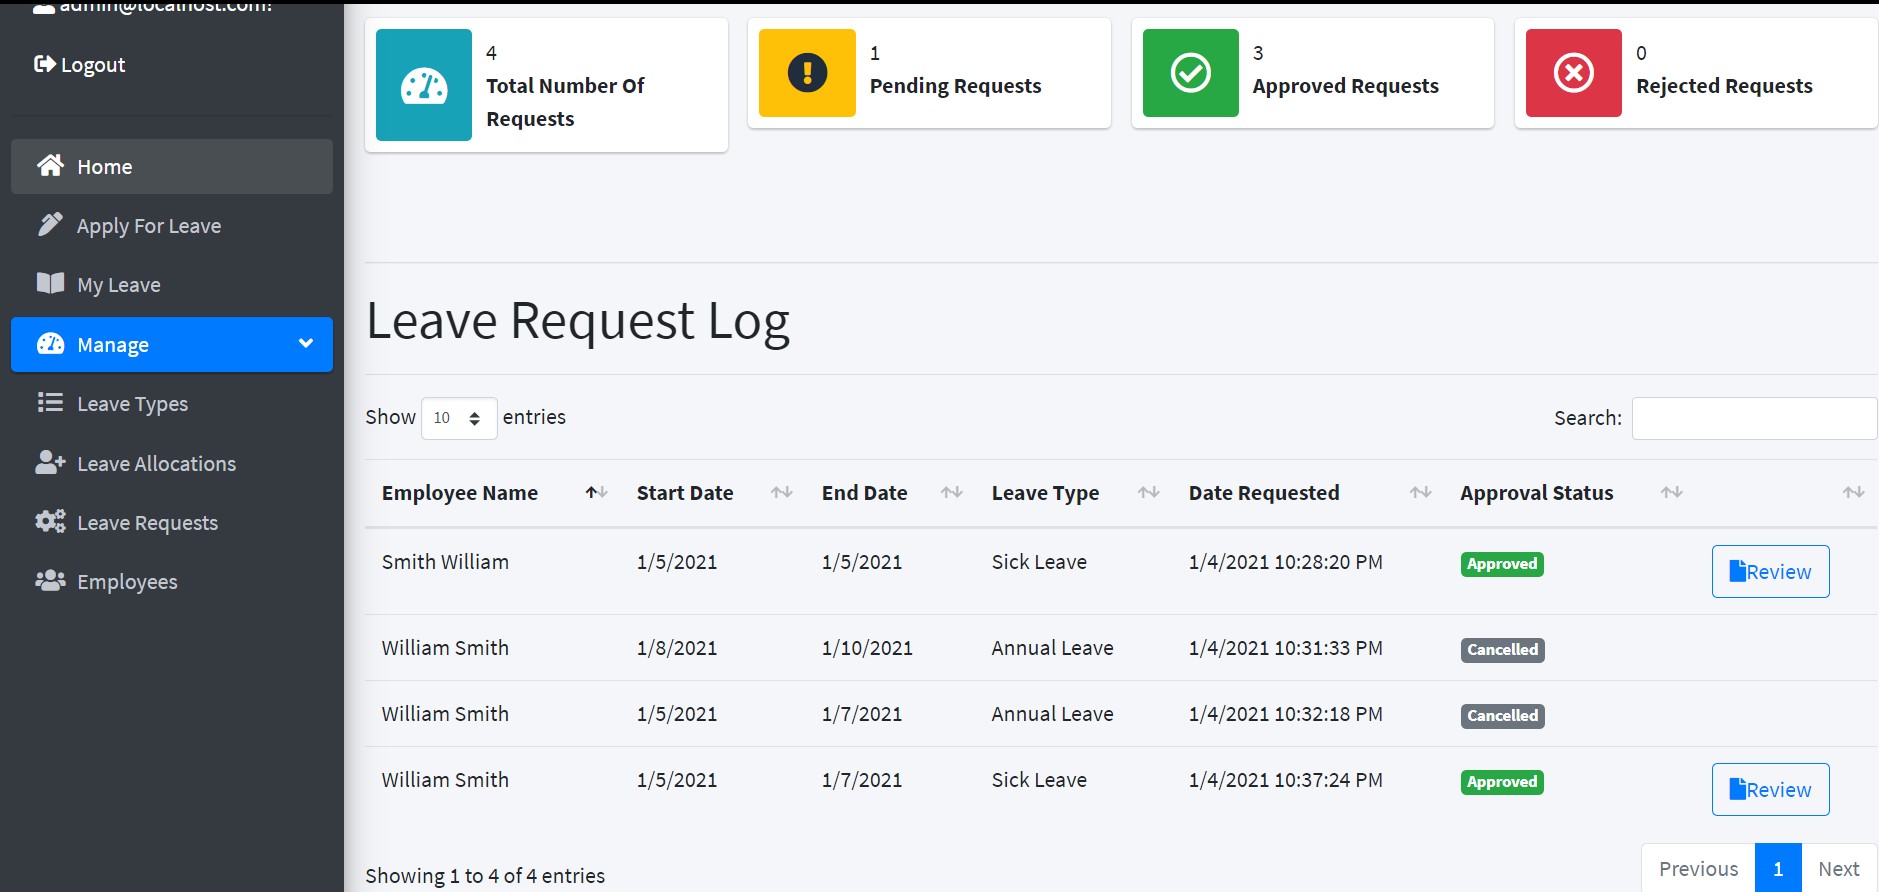 admin@localhost.com!
Logout
Home
Apply For Leave
My Leave
Manage
Leave Types
Leave Allocations
Leave Requests
Employees
4
Total Number Of
Requests
1
Pending Requests
3
Approved Requests
0
Rejected Requests
Leave Request Log
Show 10 entries
Search:
Employee Name Start Date End Date Leave Type Date Requested Approval Status
Smith William 1/5/2021 1/5/2021 Sick Leave 1/4/2021 10:28:20 PM Approved Review
William Smith 1/8/2021 1/10/2021 Annual Leave 1/4/2021 10:31:33 PM Cancelled
William Smith 1/5/2021 1/7/2021 Annual Leave 1/4/2021 10:32:18 PM Cancelled
William Smith 1/5/2021 1/7/2021 Sick Leave 1/4/2021 10:37:24 PM Approved Review
Showing 1 to 4 of 4 entries
Previous 1 Next